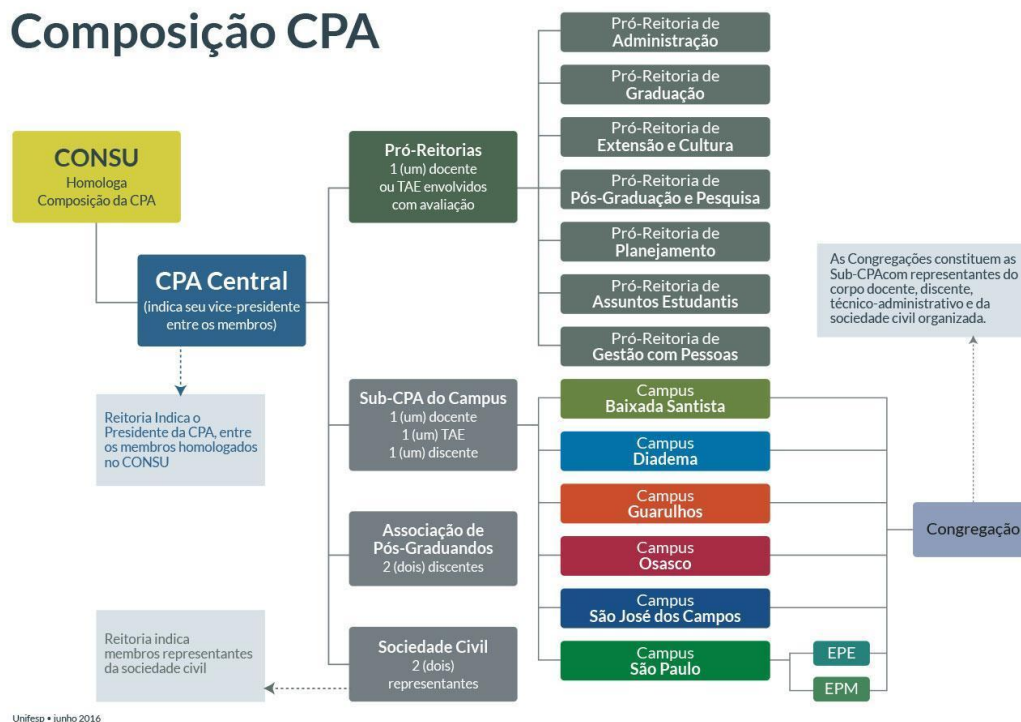 Composição CPA
CONSU
Homologa
Composição da CPA
CPA Central
(indica seu vice-presidente
entre os membros)
Reitoria Indica o
Presidente da CPA, entre
os membros homologados
no CONSU
Reitoria indica
membros representantes
da sociedade civil
Pró-Reitorias
1 (um) docente
ou TAE envolvidos
com avaliação
Sub-CPA do Campus
1 (um) docente
1 (um) TAE
1 (um) discente
Associação de
Pós-Graduandos
2 (dois) discentes
Sociedade Civil
2 (dois)
representantes
Pró-Reitoria de
Administração
Pró-Reitoria de
Graduação
Pró-Reitoria de
Extensão e Cultura
Pró-Reitoria de
Pós-Graduação e Pesquisa
Pró-Reitoria de
Planejamento
Pró-Reitoria de
Assuntos Estudantis
Pró-Reitoria de
Gestão com Pessoas
Campus
Baixada Santista
Campus
Diadema
Campus
Guarulhos
Campus
Osasco
Campus
São José dos Campos
Campus
São Paulo
EPE
EPM
As Congregações constituem as
Sub-CPAcom representantes do
corpo docente, discente,
técnico-administrativo e da
sociedade civil organizada.
Congregação
Unifesp • junho 2016